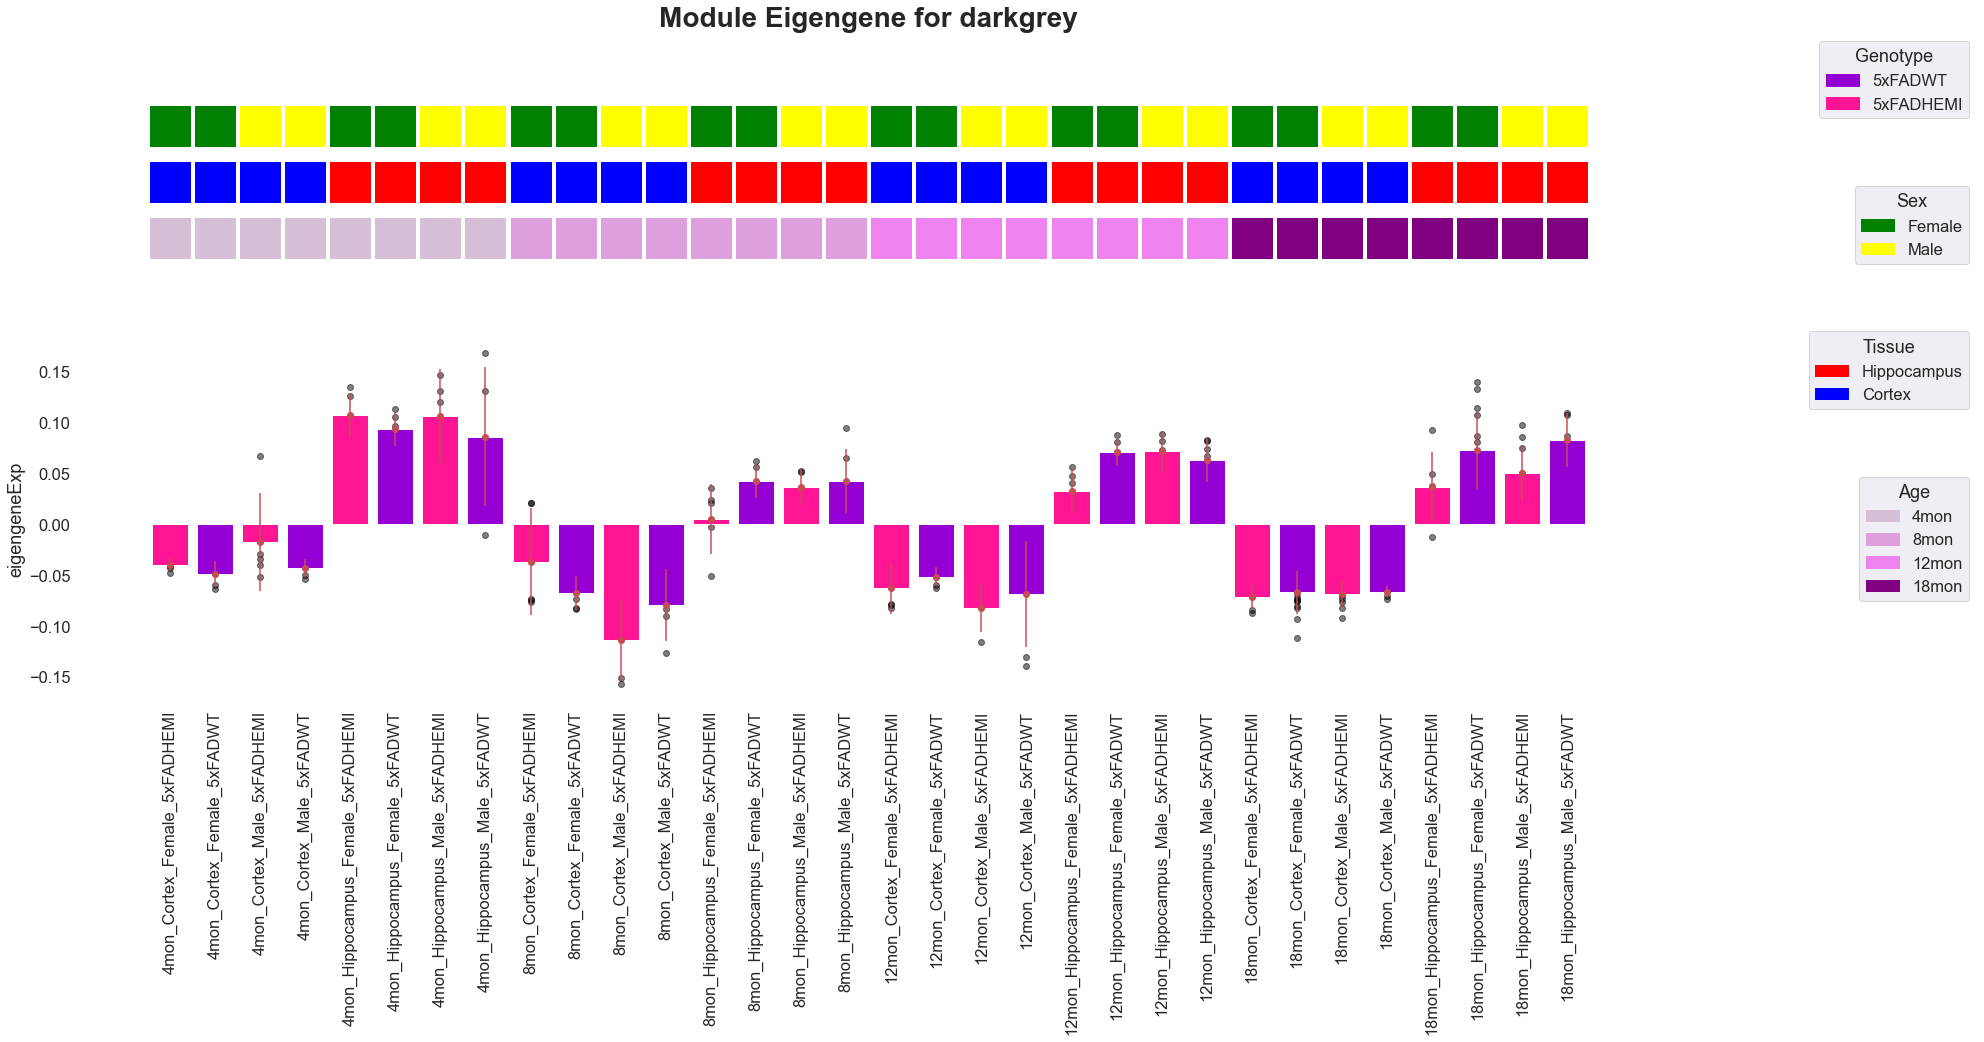 Module Eigengene for darkgrey
Genotype
5xFADWT
5xFADHEMI
Sex
Female
Male
Tissue
Hippocampus
Cortex
Age
4mon
8mon
12mon
18mon
eigengeneExp
0.15
0.10
0.05
0.00
−0.05
−0.10
−0.15
4mon_Cortex_Female_5xFADHEMI
4mon_Cortex_Female_5xFADWT
4mon_Cortex_Male_5xFADHEMI
4mon_Cortex_Male_5xFADWT
4mon_Hippocampus_Female_5xFADHEMI
4mon_Hippocampus_Female_5xFADWT
4mon_Hippocampus_Male_5xFADHEMI
4mon_Hippocampus_Male_5xFADWT
8mon_Cortex_Female_5xFADHEMI
8mon_Cortex_Female_5xFADWT
8mon_Cortex_Male_5xFADHEMI
8mon_Cortex_Male_5xFADWT
8mon_Hippocampus_Female_5xFADHEMI
8mon_Hippocampus_Female_5xFADWT
8mon_Hippocampus_Male_5xFADHEMI
8mon_Hippocampus_Male_5xFADWT
12mon_Cortex_Female_5xFADHEMI
12mon_Cortex_Female_5xFADWT
12mon_Cortex_Male_5xFADHEMI
12mon_Cortex_Male_5xFADWT
12mon_Hippocampus_Female_5xFADHEMI
12mon_Hippocampus_Female_5xFADWT
12mon_Hippocampus_Male_5xFADHEMI
12mon_Hippocampus_Male_5xFADWT
18mon_Cortex_Female_5xFADHEMI
18mon_Cortex_Female_5xFADWT
18mon_Cortex_Male_5xFADHEMI
18mon_Cortex_Male_5xFADWT
18mon_Hippocampus_Female_5xFADHEMI
18mon_Hippocampus_Female_5xFADWT
18mon_Hippocampus_Male_5xFADHEMI
18mon_Hippocampus_Male_5xFADWT